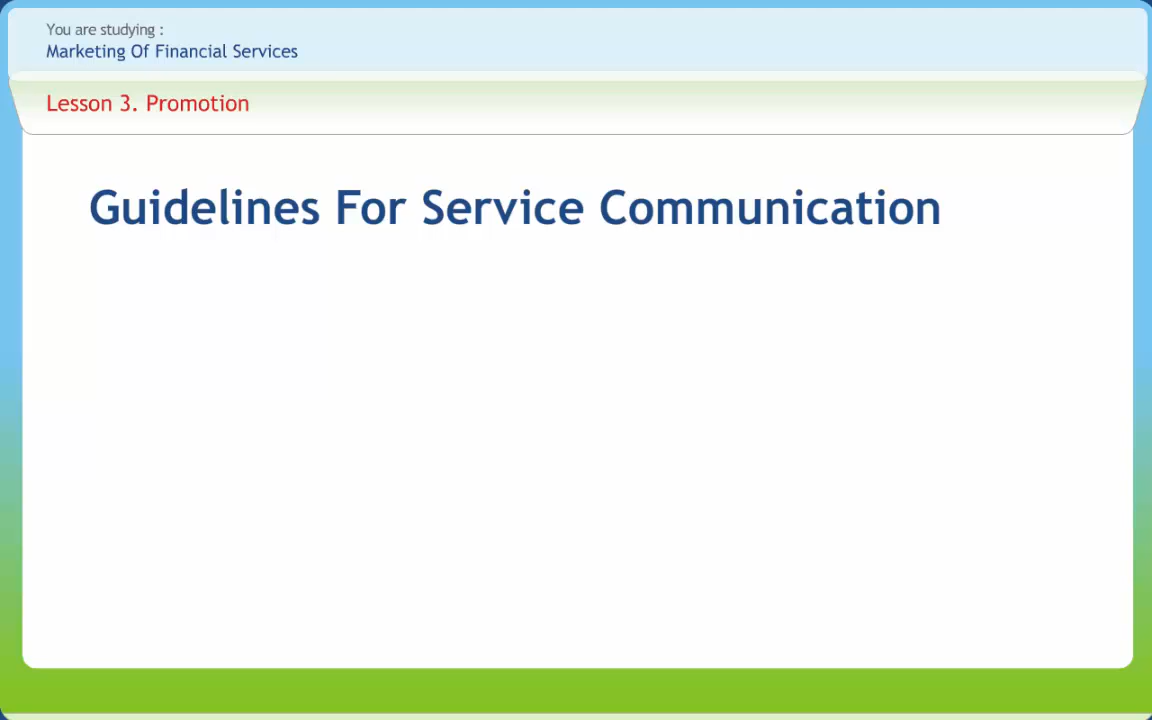 You are studying :
Marketing Of Financial Services
Lesson 3. Promotion
Guidelines For Service Communication